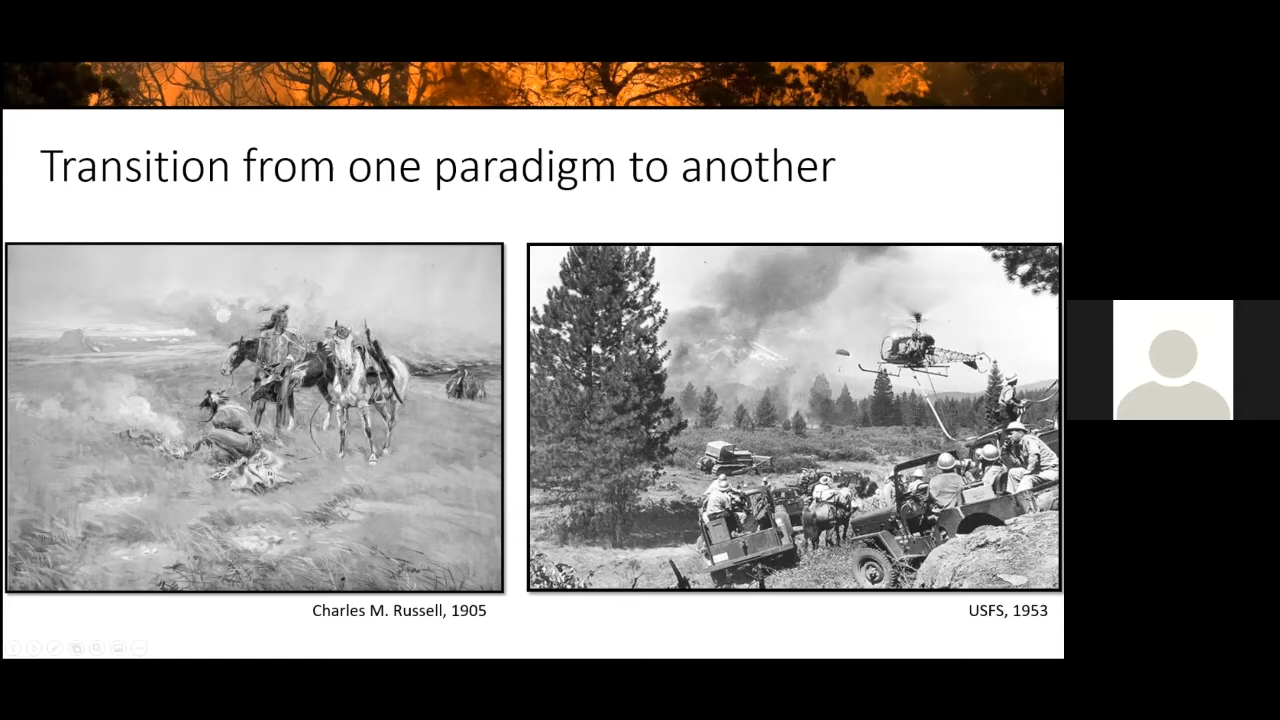 Transition from one paradigm to another
Charles M. Russell, 1905
USFS, 1953